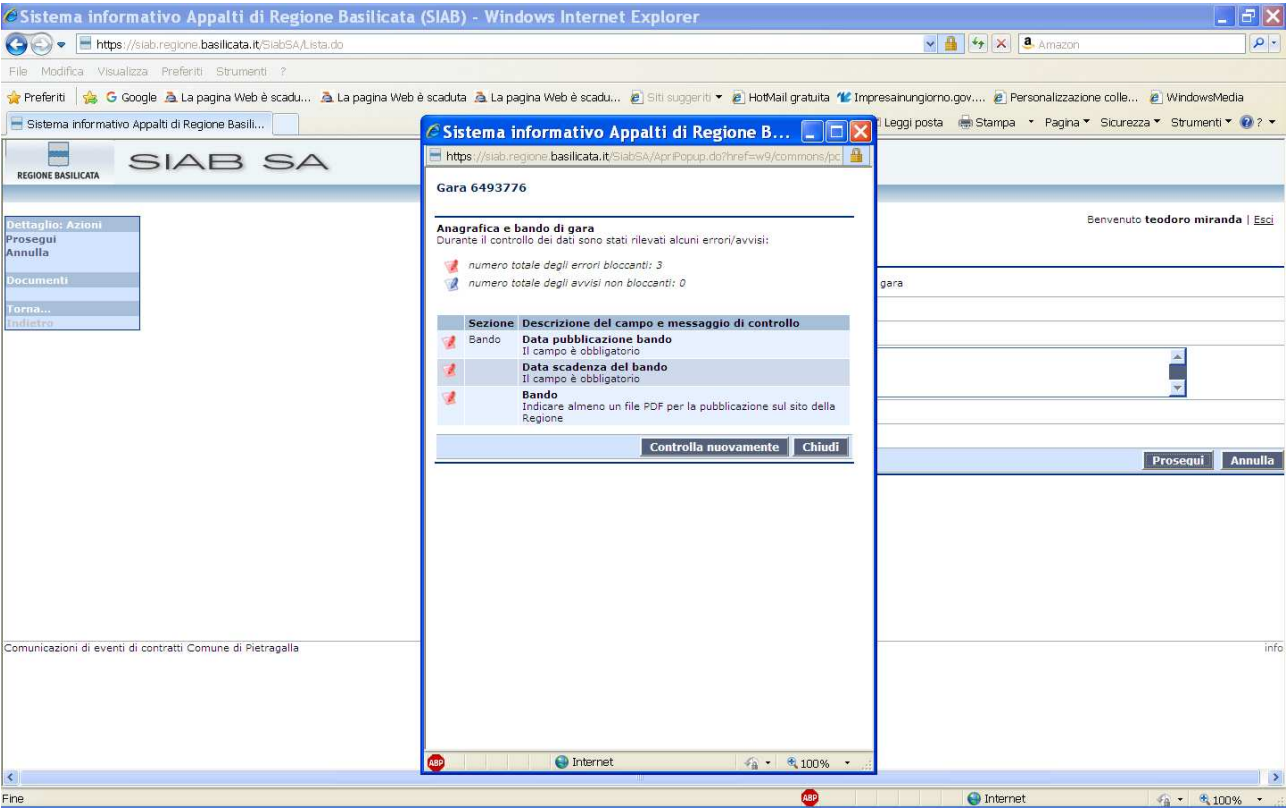 Sistema informativo Appalti di Regione Basilicata (SIAB) - Windows Internet Explorer
https://siab.regione.basilicata.it/SiabSA/Lista.do
Amazon
File Modifica Visualizza Preferiti Strumenti ?
Preferiti Google La pagina Web è scadu... La pagina Web è scaduta La pagina Web è scadu... Siti suggeriti HotMail gratuita Impresainungiorno.gov.... Personalizzazione colle... WindowsMedia
Sistema informativo Appalti di Regione Basili...
Leggi posta Stampa Pagina Sicurezza Strumenti ?
REGIONE BASILICATA
SIAB SA
Benvenuto teodoro miranda | Esci
Dettaglio: Azioni
Prosegui
Annulla
Documenti
Torna...
Indietro
gara
Prosegui Annulla
Sistema informativo Appalti di Regione B...
https://siab.regione.basilicata.it/SiabSA/ApriPopup.do?href=w9/commons/pc
Gara 6493776
Anagrafica e bando di gara
Durante il controllo dei dati sono stati rilevati alcuni errori/avvisi:
numero totale degli errori bloccanti: 3
numero totale degli avvisi non bloccanti: 0
Sezione Descrizione del campo e messaggio di controllo
Bando Data pubblicazione bando
Il campo è obbligatorio
Data scadenza del bando
Il campo è obbligatorio
Bando
Indicare almeno un file PDF per la pubblicazione sul sito della
Regione
Controlla nuovamente Chiudi
ABP Internet 100%
Comunicazioni di eventi di contratti Comune di Pietragalla
info
Fine ABP Internet 100%